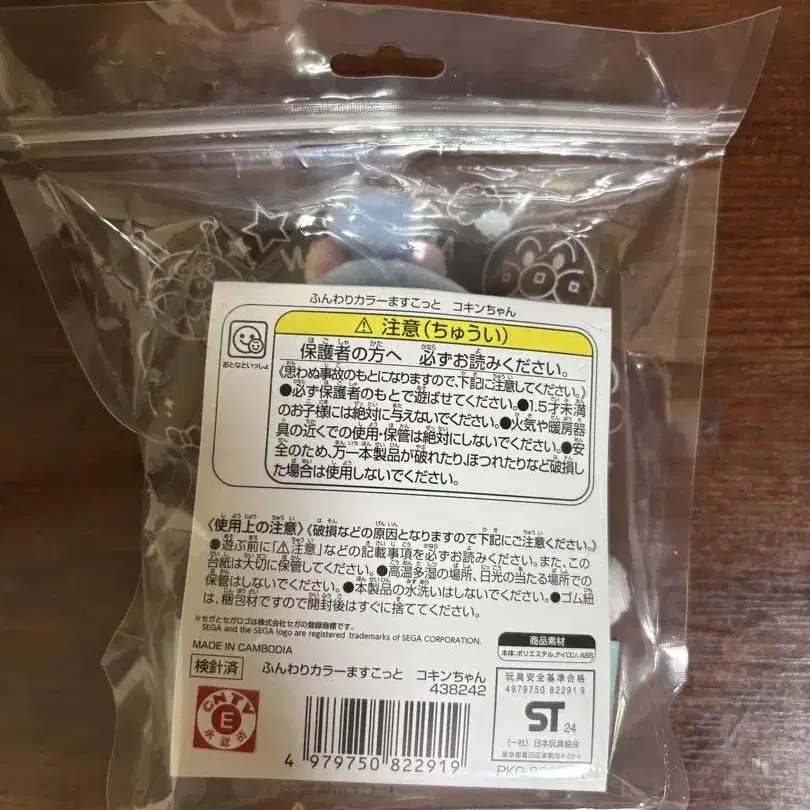 ふんわりカラーますこっと コキンちゃん
おとなといっしょ
⚠注意(ちゅうい)
保護者の方へ 必ずお読みください。
《思わぬ事故のもとになりますので、下記に注意してください。》
●必ず保護者のもとで遊ばせてください。●1.5才未満
のお子様には絶対に与えないでください。●火気や暖房器
具の近くでの使用・保管は絶対にしないでください。●安
全のため、万一本製品が破れたり、ほつれたりなど破損し
た場合は使用しないでください。
〈使用上の注意〉《破損などの原因となりますので下記にご注意ください。》
●遊ぶ前に「⚠注意」などの記載事項を必ずお読みください。また、この
台紙は大切に保管してください。●高温多湿の場所、日光の当たる場所での
保管はしないでください。●本製品の水洗いはしないでください。●ゴム紐
は、梱包材ですので開封後はすぐに捨ててください。
※セガとセガロゴは株式会社セガの登録商標です。
SEGA and the SEGA logo are registered trademarks of SEGA CORPORATION.
MADE IN CAMBODIA
商品素材
本体:ポリエステル、ナイロン、ABS
検針済 ふんわりカラーますこっと コキンちゃん
438242
CNTV
E
承認済
4 979750 822919
玩具安全基準合格
4979750 82291 9
ST 24
(一社)日本玩具協会
東京都墨田区東駒形4-22-4